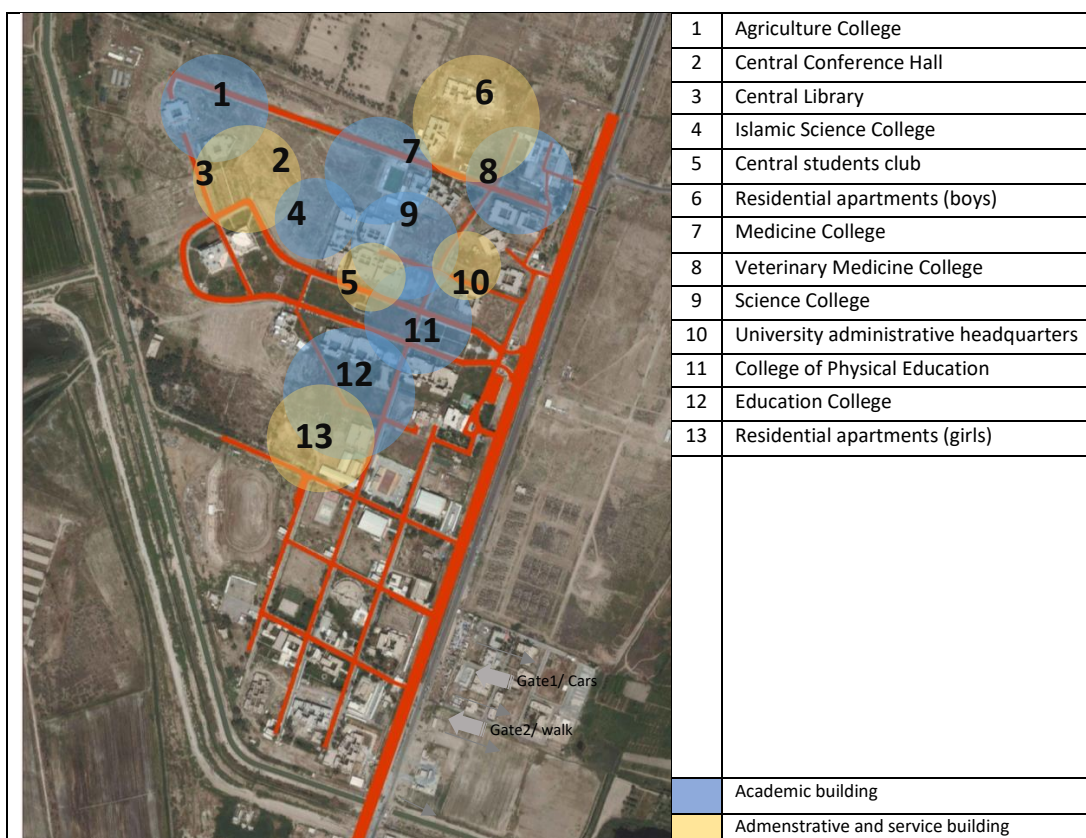 1
6
7
3
2
8
4
9
5
10
11
12
13
Gate1/ Cars
Gate2/ walk
1 Agriculture College
2 Central Conference Hall
3 Central Library
4 Islamic Science College
5 Central students club
6 Residential apartments (boys)
7 Medicine College
8 Veterinary Medicine College
9 Science College
10 University administrative headquarters
11 College of Physical Education
12 Education College
13 Residential apartments (girls)
Academic building
Admenstrative and service building